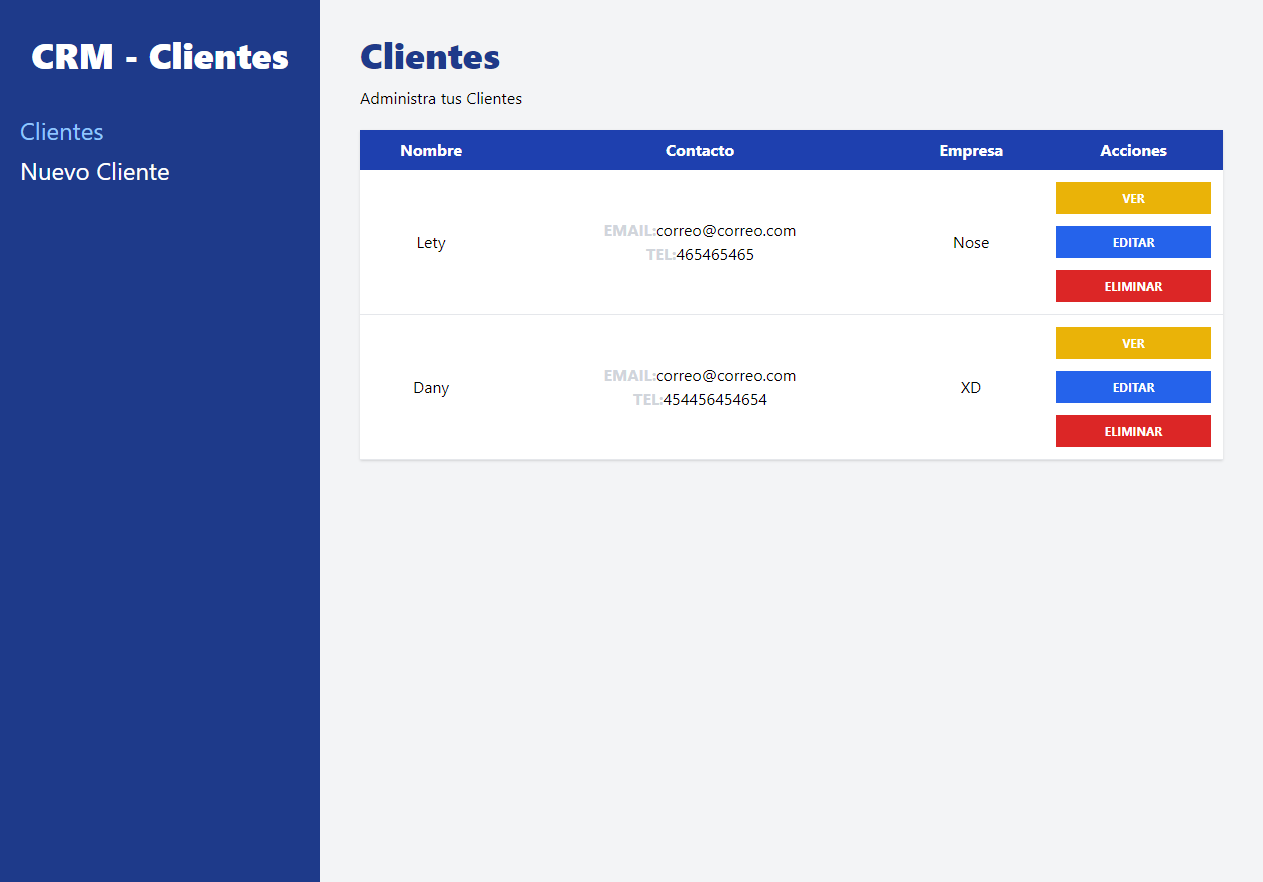 CRM - Clientes
Clientes
Nuevo Cliente
Clientes
Administra tus Clientes
Nombre Contacto Empresa Acciones
Lety
EMAIL:correo@correo.com
TEL:465465465
Nose
VER
EDITAR
ELIMINAR
Dany
EMAIL:correo@correo.com
TEL:454456454654
XD
VER
EDITAR
ELIMINAR